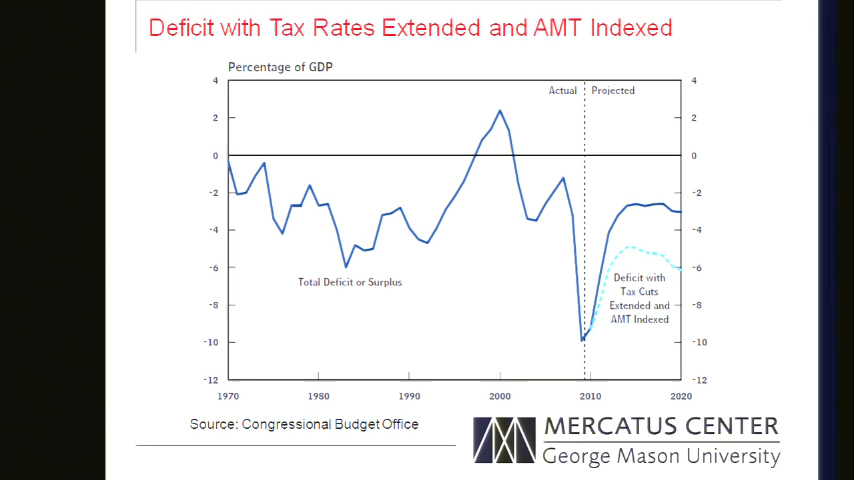 Deficit with Tax Rates Extended and AMT Indexed
Percentage of GDP
4
4
Actual
Projected
2
2
0
0
-2
-2
-4
-4
-6
-6
Total Deficit or Surplus
Deficit with
Tax Cuts
Extended and
AMT Indexed
-8
-8
-10
-10
-12
-12
1970
1980
1990
2000
2010
2020
Source: Congressional Budget Office
MERCATUS CENTER
George Mason University